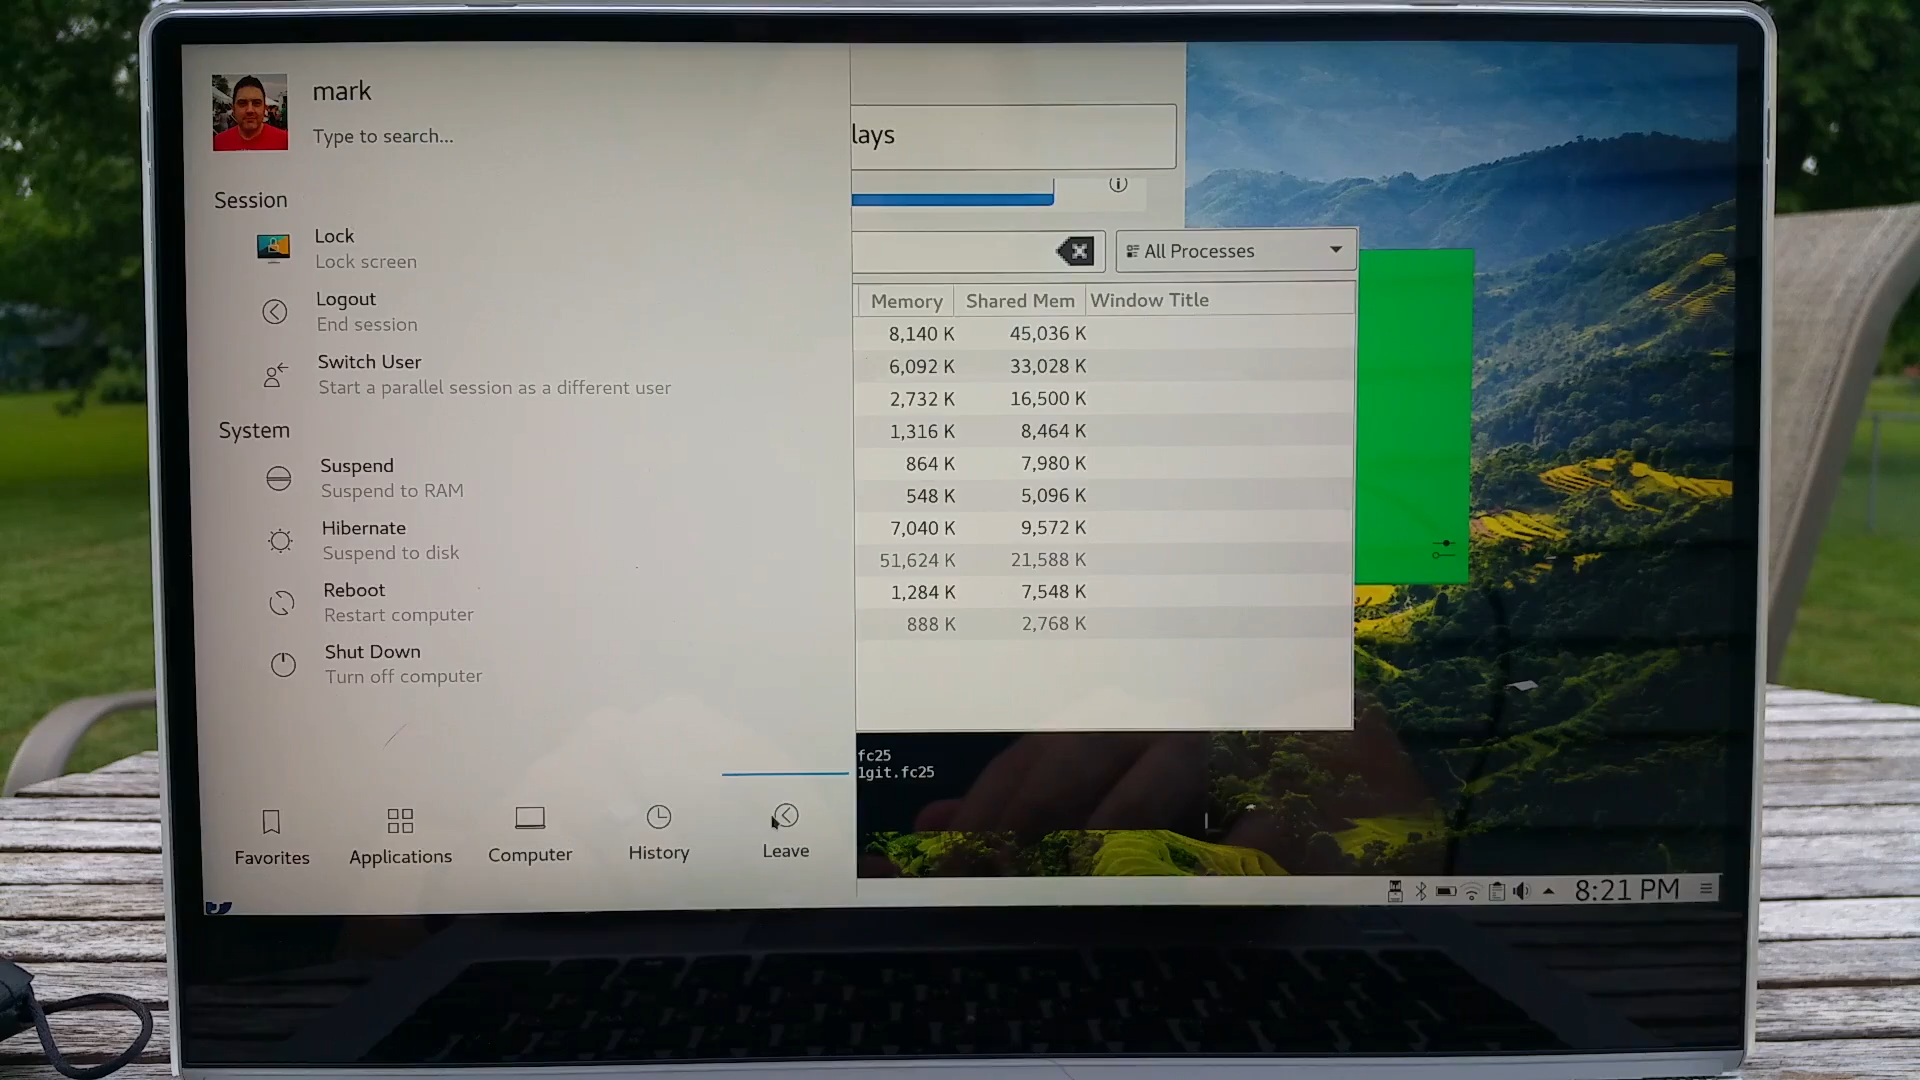 mark
Type to search...
Session
Lock
Lock screen
Logout
End session
Switch User
Start a parallel session as a different user
System
Suspend
Suspend to RAM
Hibernate
Suspend to disk
Reboot
Restart computer
Shut Down
Turn off computer
Favorites
Applications
Computer
History
Leave
lays
All Processes
Memory Shared Mem Window Title
8,140 K 45,036 K
6,092 K 33,028 K
2,732 K 16,500 K
1,316 K 8,464 K
864 K 7,980 K
548 K 5,096 K
7,040 K 9,572 K
51,624 K 21,588 K
1,284 K 7,548 K
888 K 2,768 K
fc25
1git.fc25
8:21 PM